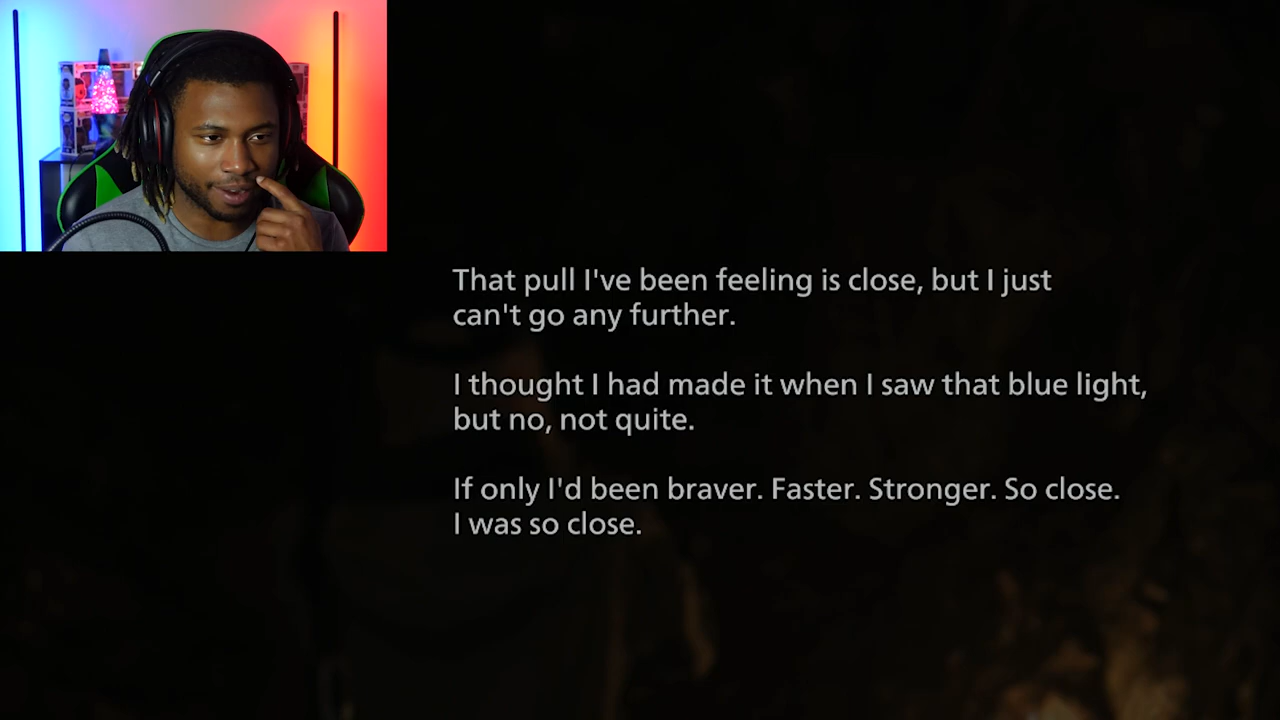 That pull I've been feeling is close, but I just
can't go any further.
I thought I had made it when I saw that blue light,
but no, not quite.
If only I'd been braver. Faster. Stronger. So close.
I was so close.